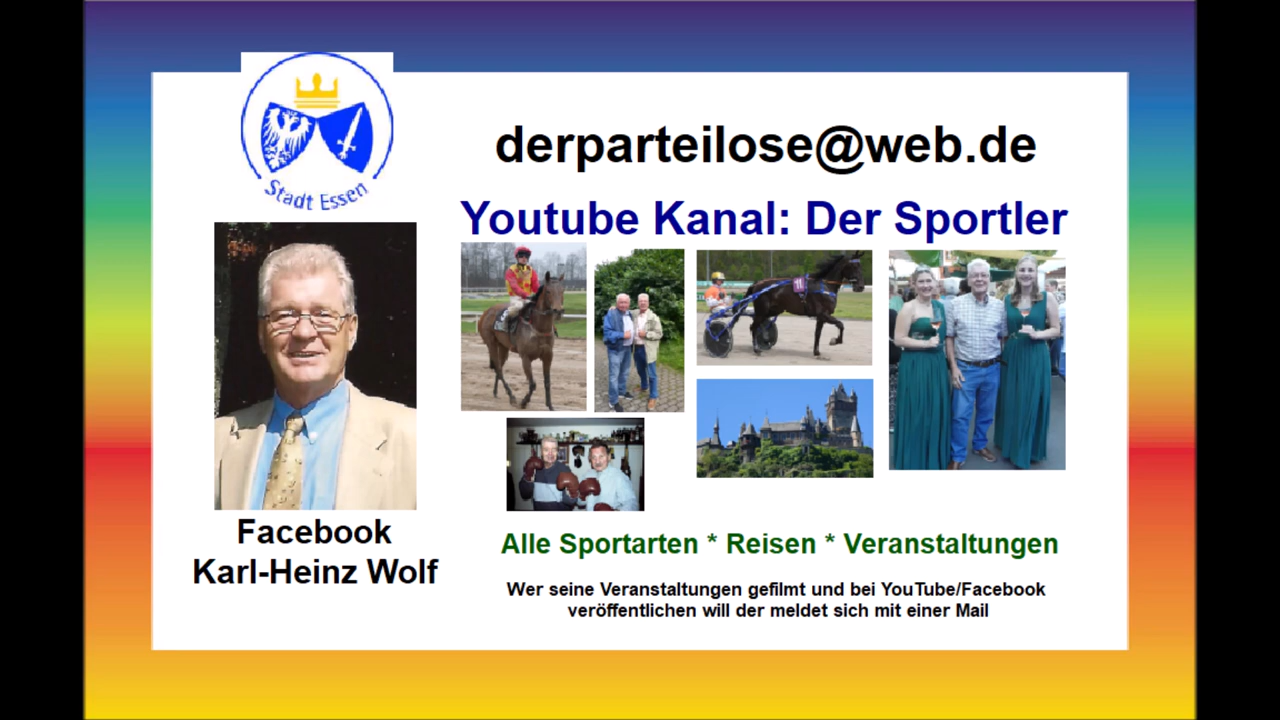 Stadt Essen
derparteilose@web.de
Youtube Kanal: Der Sportler
Facebook
Karl-Heinz Wolf
Alle Sportarten * Reisen * Veranstaltungen
Wer seine Veranstaltungen gefilmt und bei YouTube/Facebook
veröffentlichen will der meldet sich mit einer Mail